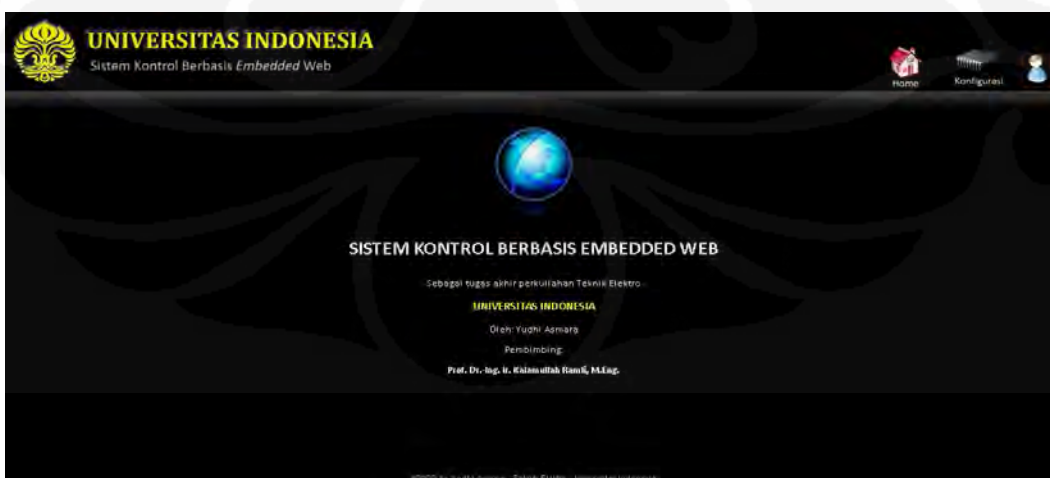 UNIVERSITAS INDONESIA
Sistem Kontrol Berbasis Embedded Web
Home
Konfigurasi
SISTEM KONTROL BERBASIS EMBEDDED WEB
Sebagai tugas akhir perkuliahan Teknik Elektro
UNIVERSITAS INDONESIA
Oleh: Yudhi Asmara
Pembimbing:
Prof. Dr.-Ing. Ir. Kalamullah Ramli, M.Eng.